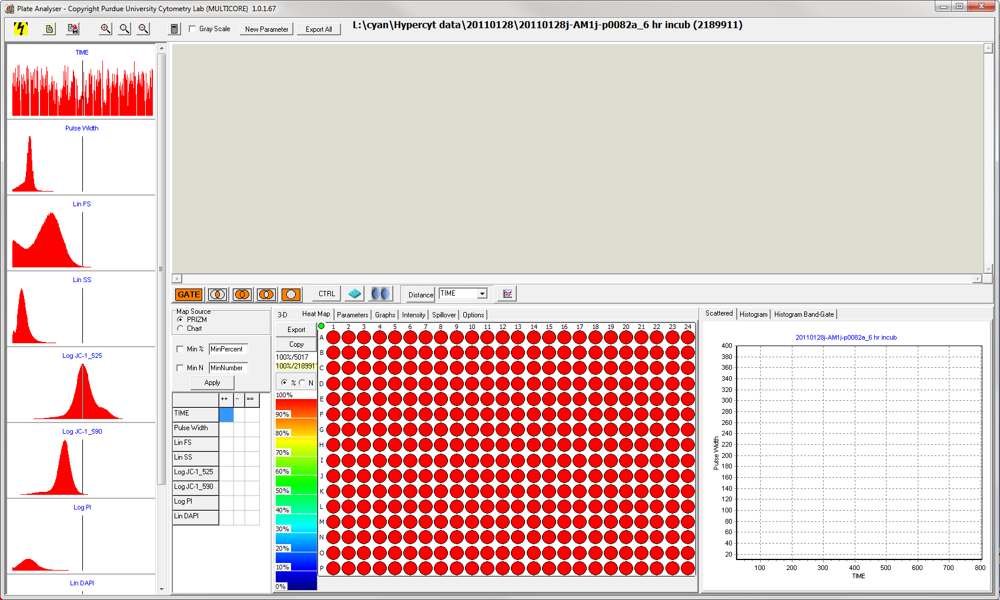 Plate Analyser - Copyright Purdue University Cytometry Lab (MULTICORE) 1.0.1.67
Gray Scale
New Parameter
Export All
L:\cyan\Hypercyt data\20110128\20110128j-AM1j-p0082a_6 hr incub (2189911)
TIME
Pulse Width
Lin FS
Lin SS
Log JC-1_525
Log JC-1_590
Log PI
Lin DAPI
GATE
CTRL
Distance
TIME
Map Source
PRIZM
Chart
Min %
MinPercent
Min N
MinNumber
Apply
++ -- ==
TIME
Pulse Width
Lin FS
Lin SS
Log JC-1_525
Log JC-1_590
Log PI
Lin DAPI
3-D Heat Map Parameters Graphs Intensity Spillover Options
Export
Copy
100%/5017
100%/2189911
% N
100%
90%
80%
70%
60%
50%
40%
30%
20%
10%
0%
1 2 3 4 5 6 7 8 9 10 11 12 13 14 15 16 17 18 19 20 21 22 23 24
A
B
C
D
E
F
G
H
I
J
K
L
M
N
O
P
Scattered Histogram Histogram Band-Gate
20110128j-AM1j-p0082a_6 hr incub
400
380
360
340
320
300
280
260
240
220
200
180
160
140
120
100
80
60
40
20
Pulse Width
100 200 300 400 500 600 700 800
TIME